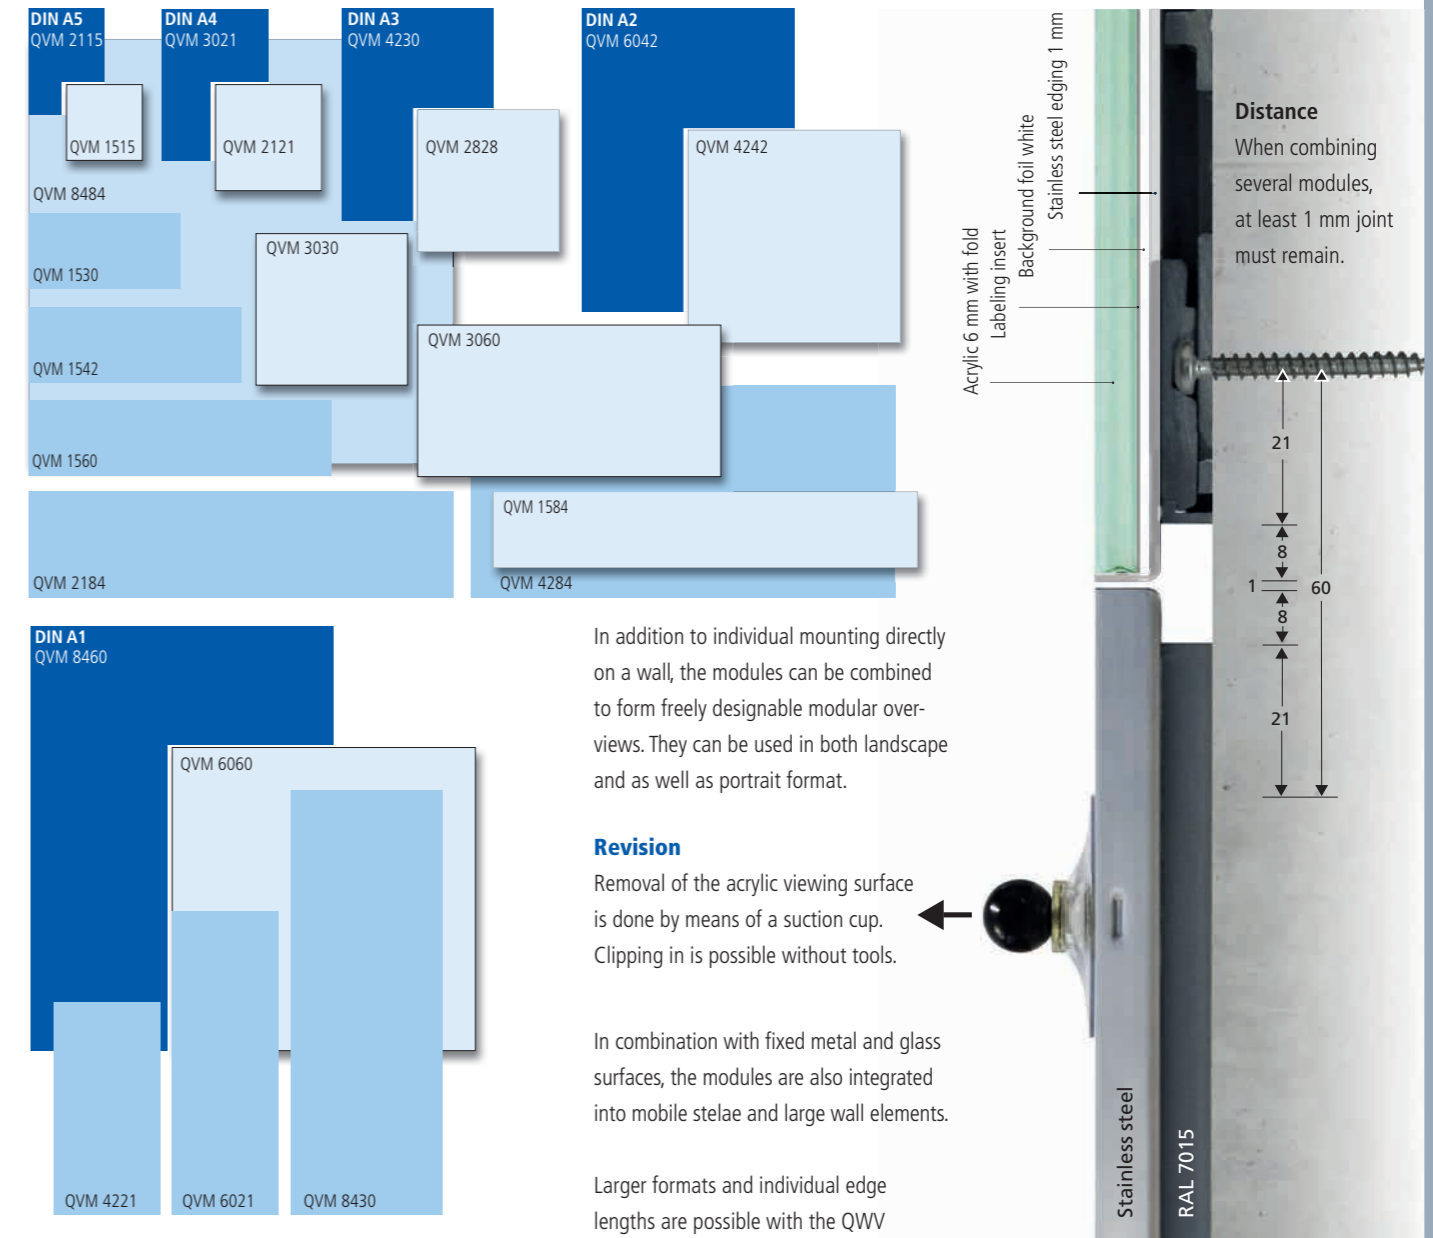 DIN A5
QVM 2115
DIN A4
QVM 3021
DIN A3
QVM 4230
DIN A2
QVM 6042
QVM 1515
QVM 2121
QVM 2828
QVM 4242
QVM 8484
QVM 3030
QVM 1530
QVM 3060
QVM 1542
QVM 1560
QVM 1584
QVM 2184
QVM 4284
DIN A1
QVM 8460
QVM 6060
QVM 4221
QVM 6021
QVM 8430
In addition to individual mounting directly
on a wall, the modules can be combined
to form freely designable modular over-
views. They can be used in both landscape
and as well as portrait format.
Revision
Removal of the acrylic viewing surface
is done by means of a suction cup.
Clipping in is possible without tools.
In combination with fixed metal and glass
surfaces, the modules are also integrated
into mobile stelae and large wall elements.
Larger formats and individual edge
lengths are possible with the QWV
Acrylic 6 mm with fold
Labeling insert
Background foil white
Stainless steel edging 1 mm
Distance
When combining
several modules,
at least 1 mm joint
must remain.
21
8
1
60
8
21
Stainless steel
RAL 7015